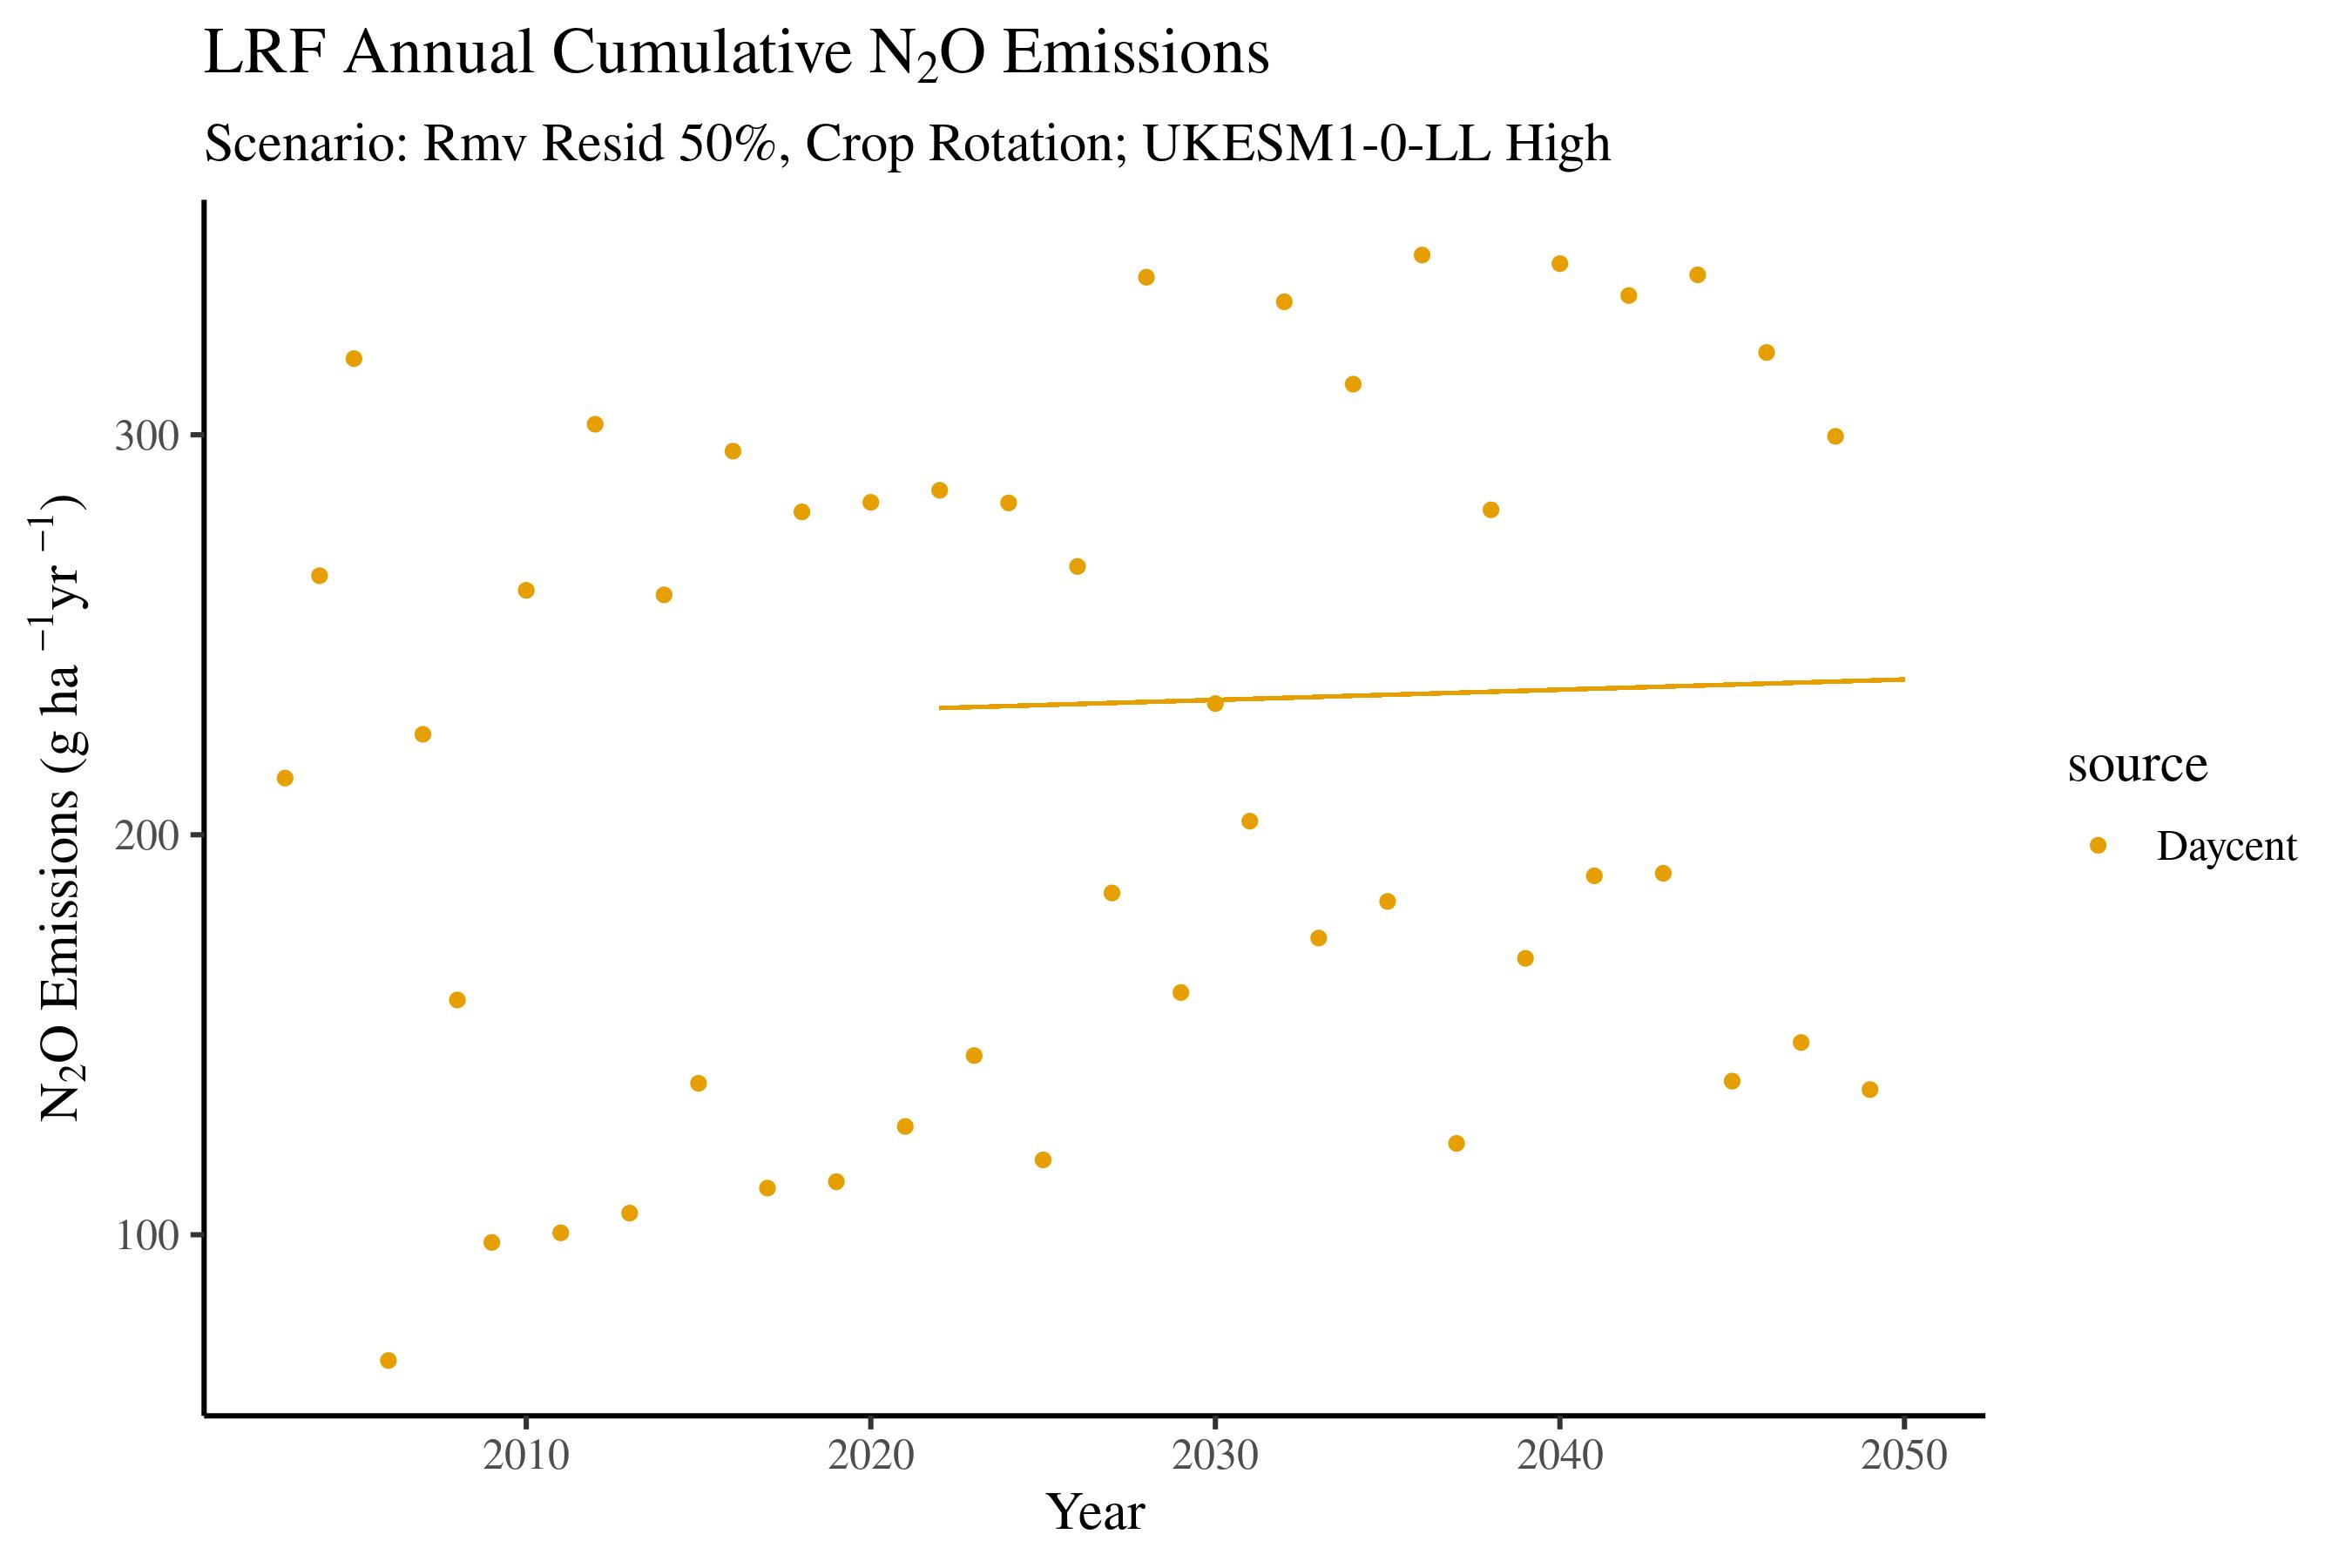 LRF Annual Cumulative N₂O Emissions
Scenario: Rmv Resid 50%, Crop Rotation; UKESM1-0-LL High
N₂O Emissions (g ha⁻¹yr⁻¹)
300
200
100
2010 2020 2030 2040 2050
Year
source
Daycent